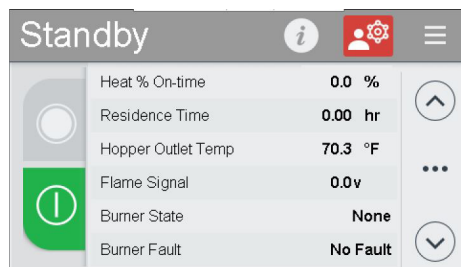 Standby
Heat % On-time 0.0 %
Residence Time 0.00 hr
Hopper Outlet Temp 70.3 °F
Flame Signal 0.0v
Burner State None
Burner Fault No Fault